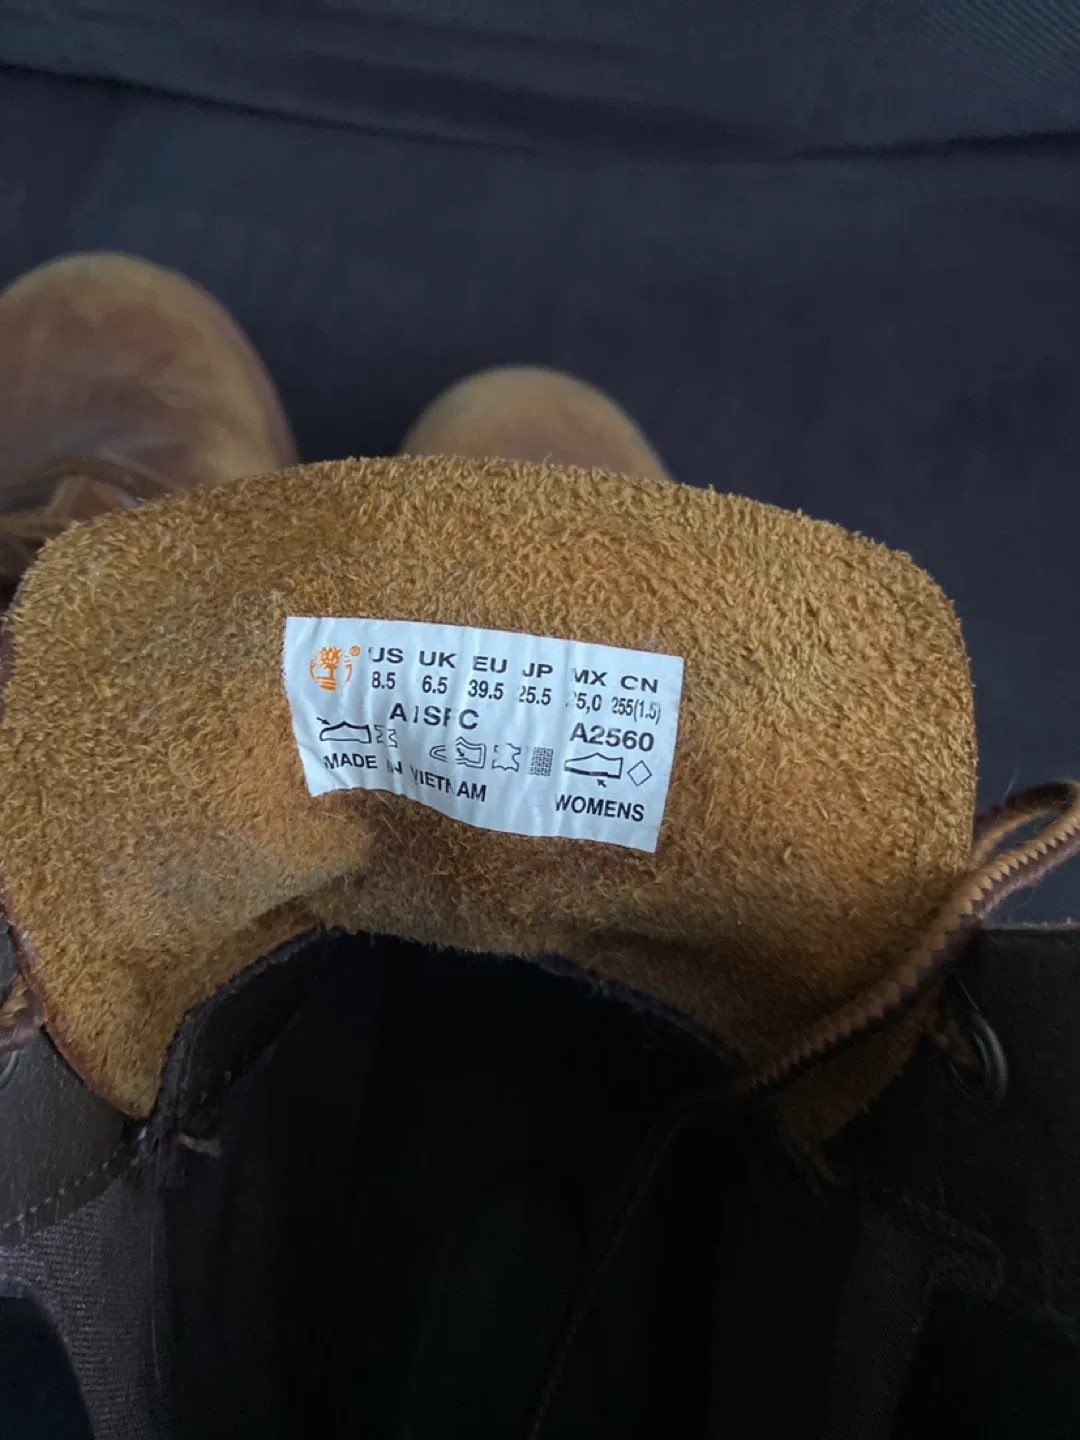 ® US UK EU JP MX CN
8.5 6.5 39.5 25.5 25,0 255(1.5)
A2560
MADE IN VIETNAM
WOMENS